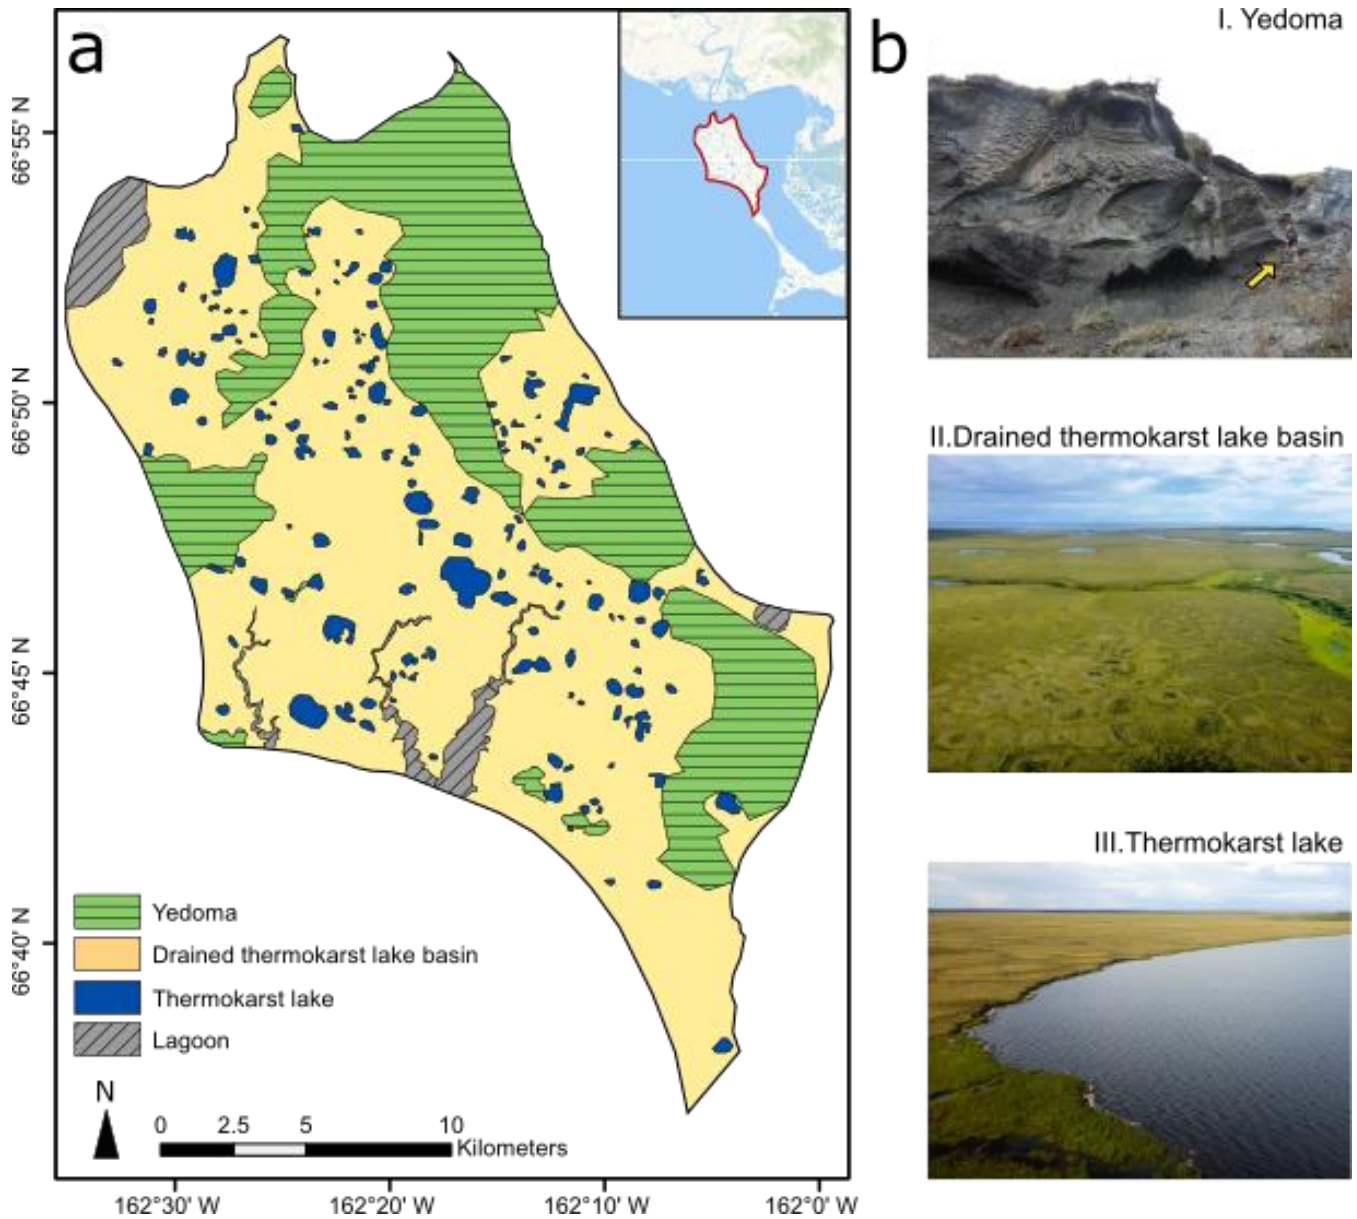 a
66°55' N
66°50' N
66°45' N
66°40' N
Yedoma
Drained thermokarst lake basin
Thermokarst lake
Lagoon
N
0 2.5 5 10
Kilometers
162°30' W 162°20' W 162°10' W 162°0' W
b
I. Yedoma
II.Drained thermokarst lake basin
III.Thermokarst lake